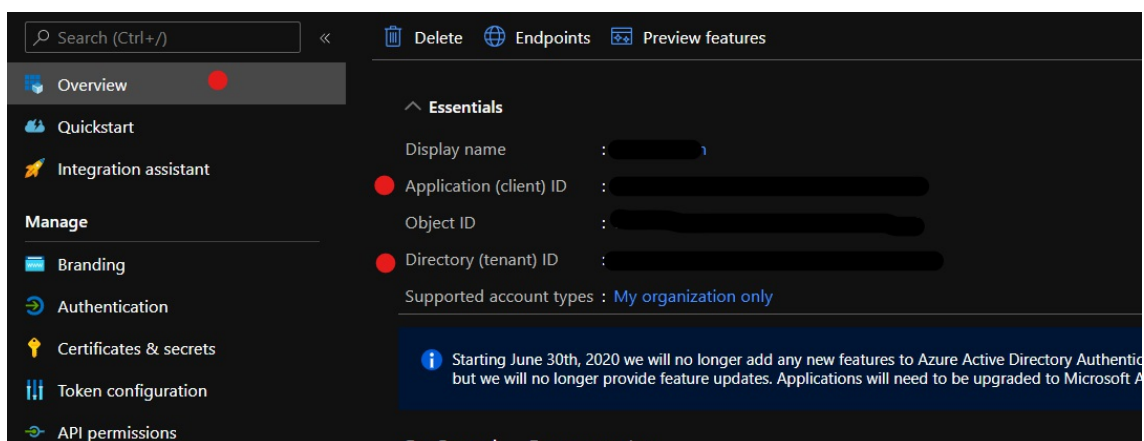 Search (Ctrl+/)
«
Delete
Endpoints
Preview features
Overview
Quickstart
Integration assistant
Manage
Branding
Authentication
Certificates & secrets
Token configuration
API permissions
Essentials
Display name :
Application (client) ID :
Object ID :
Directory (tenant) ID :
Supported account types : My organization only
Starting June 30th, 2020 we will no longer add any new features to Azure Active Directory Authentic
but we will no longer provide feature updates. Applications will need to be upgraded to Microsoft A